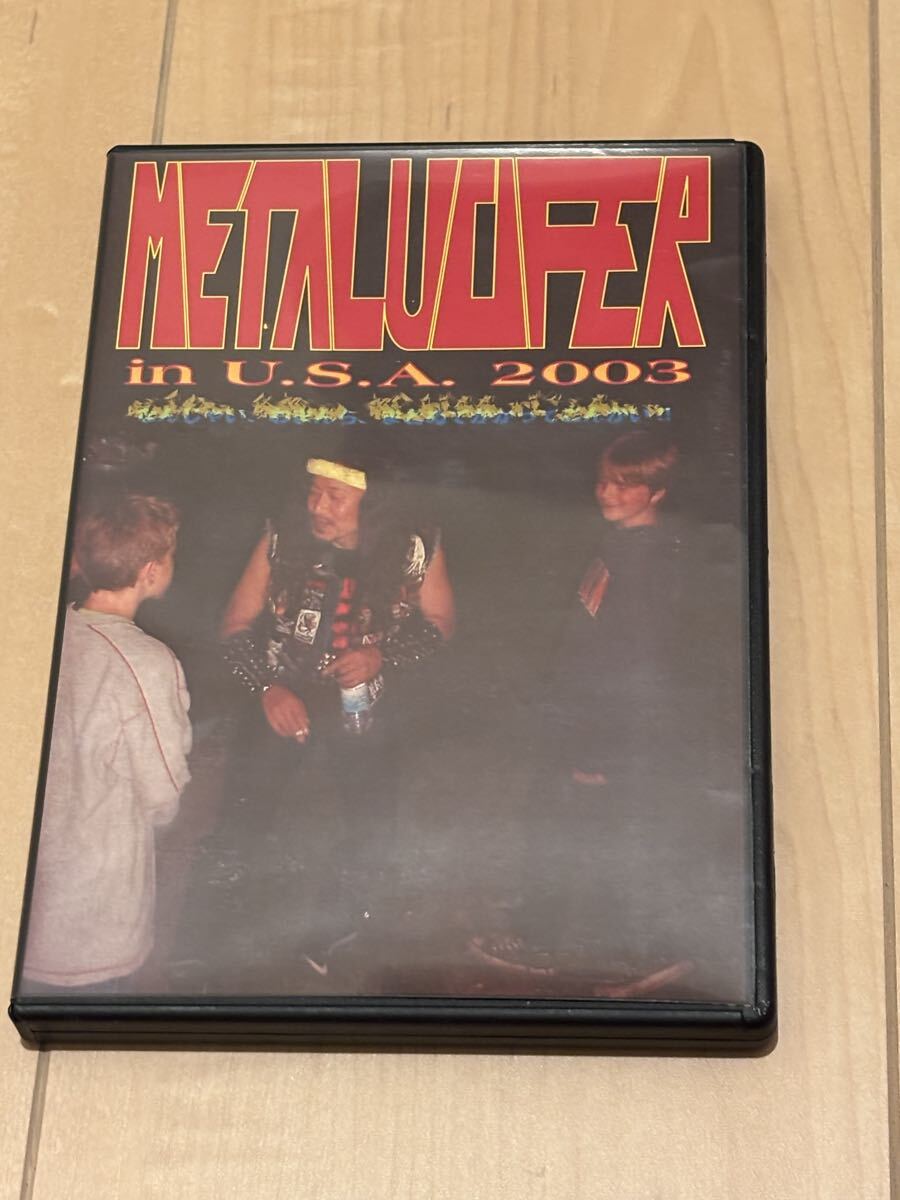 METALUCIFER
in U.S.A. 2003